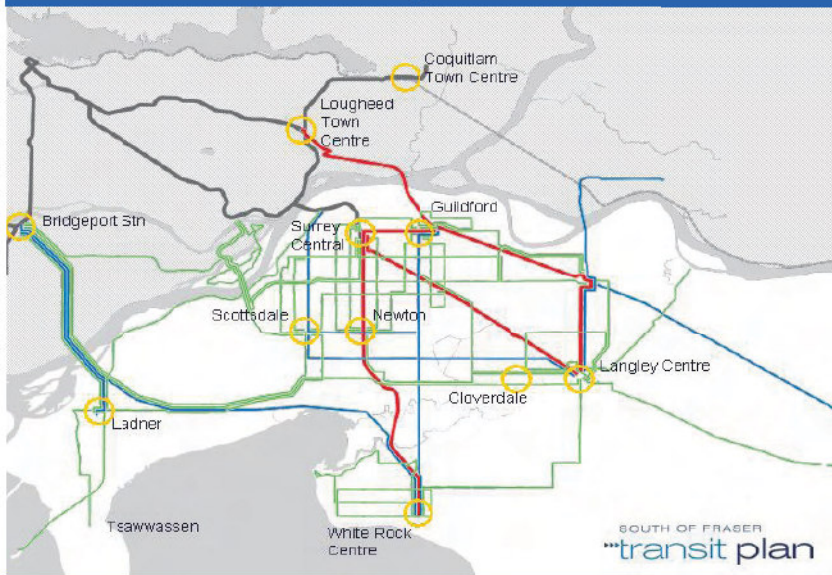 Coquitlam
Town Centre
Lougheed
Town
Centre
Bridgeport Stn
Surrey
Central
Guildford
Scottsdale
Newton
Langley Centre
Cloverdale
Ladner
Tsawwassen
White Rock
Centre
SOUTH OF FRASER
transit plan